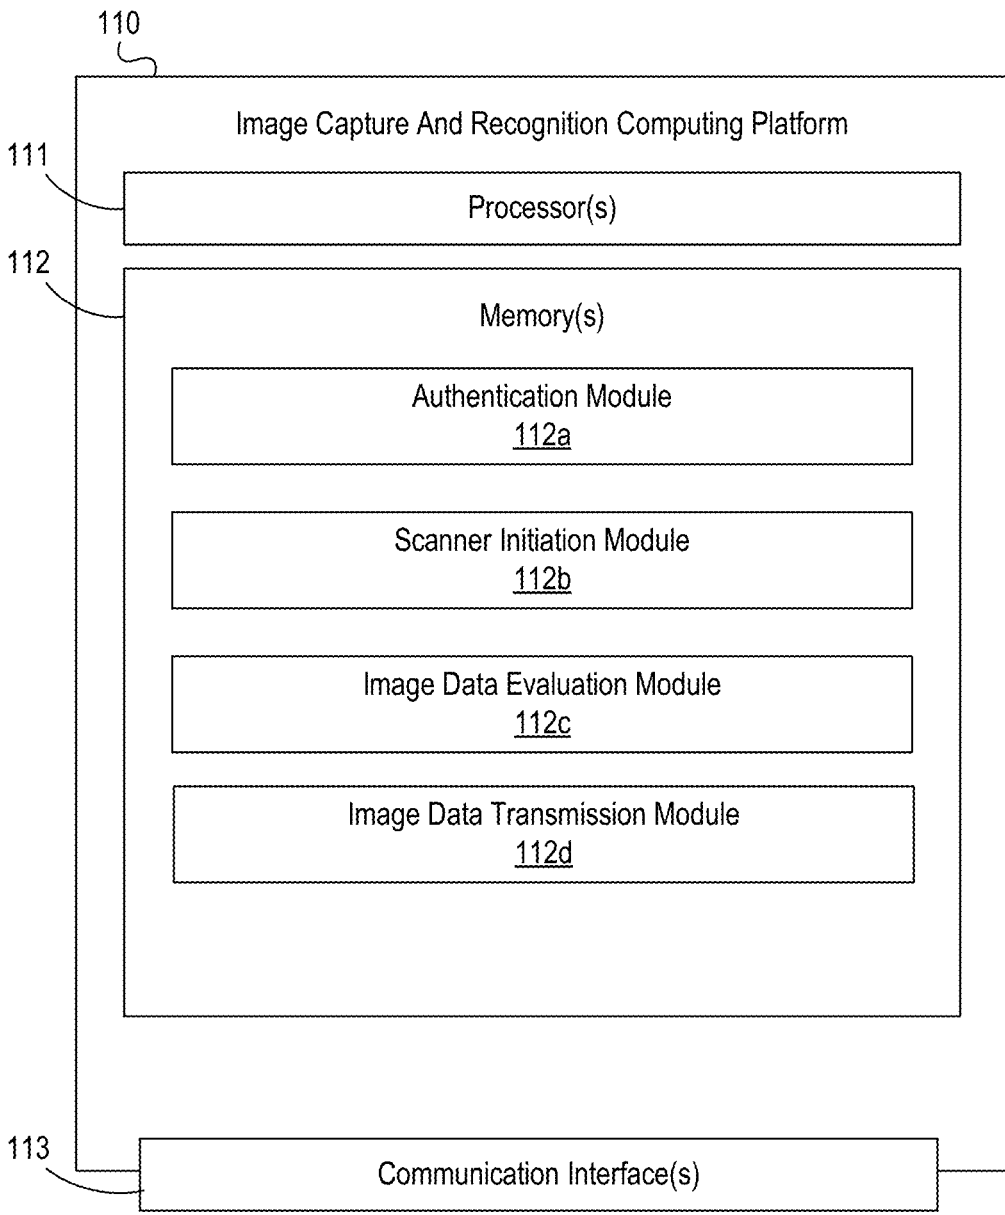 110
Image Capture And Recognition Computing Platform
111
Processor(s)
112
Memory(s)
Authentication Module
112a
Scanner Initiation Module
112b
Image Data Evaluation Module
112c
Image Data Transmission Module
112d
113
Communication Interface(s)